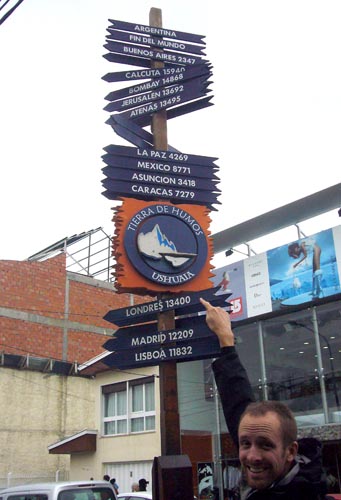 ARGENTINA
FIN DEL MUNDO
BUENOS AIRES 2347
CALCUTA 15940
BOMBAY 14868
JERUSALEN 13692
ATENAS 13495
LA PAZ 4269
MEXICO 8771
ASUNCION 3418
CARACAS 7279
TIERRA DE HUMOS
USHUAIA
LONDRES 13400
MADRID 12209
LISBOA 11832